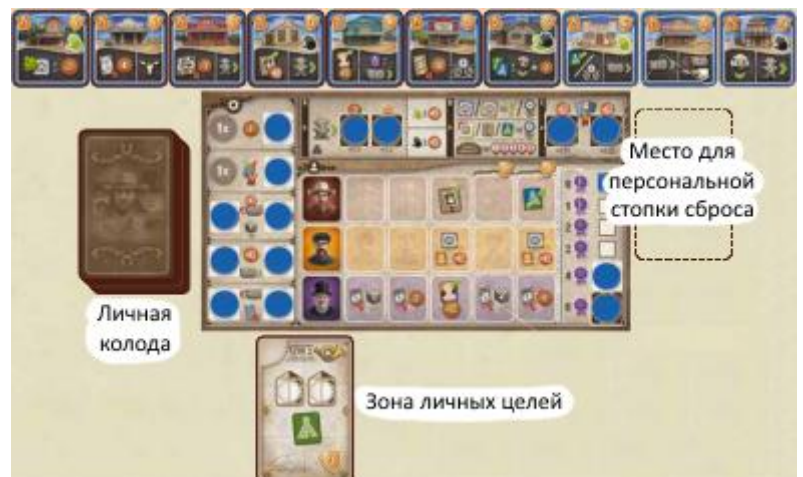 Место для
персональной
стопки сброса
Личная
колода
Зона личных целей